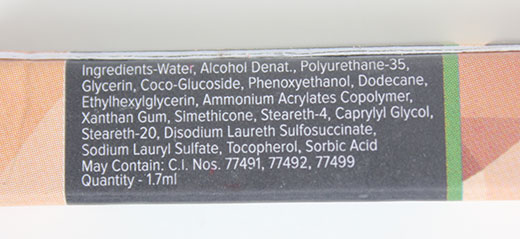 Ingredients-Water, Alcohol Denat., Polyurethane-35,
Glycerin, Coco-Glucoside, Phenoxyethanol, Dodecane,
Ethylhexylglycerin, Ammonium Acrylates Copolymer,
Xanthan Gum, Simethicone, Steareth-4, Caprylyl Glycol,
Steareth-20, Disodium Laureth Sulfosuccinate,
Sodium Lauryl Sulfate, Tocopherol, Sorbic Acid
May Contain: C.I. Nos. 77491, 77492, 77499
Quantity - 1.7ml